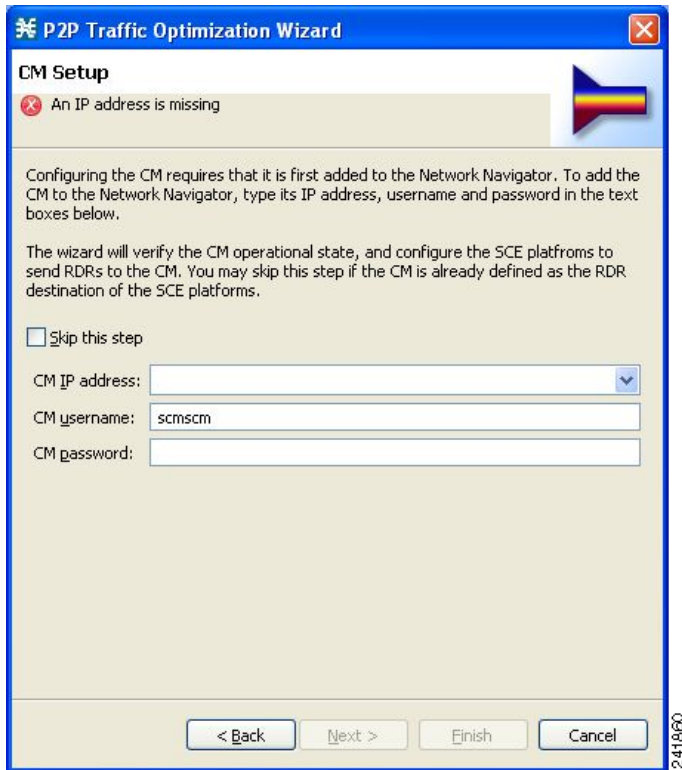 P2P Traffic Optimization Wizard
CM Setup
An IP address is missing
Configuring the CM requires that it is first added to the Network Navigator. To add the
CM to the Network Navigator, type its IP address, username and password in the text
boxes below.
The wizard will verify the CM operational state, and configure the SCE platfroms to
send RDRs to the CM. You may skip this step if the CM is already defined as the RDR
destination of the SCE platforms.
Skip this step
CM IP address:
CM username: scmscm
CM password:
< Back Next > Finish Cancel
241860